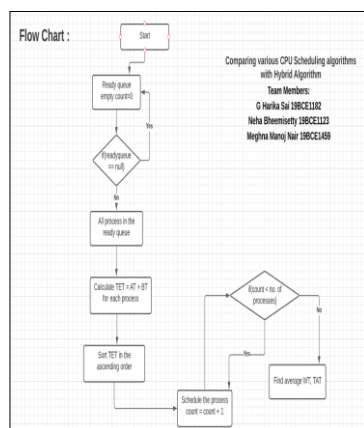 Flow Chart :
Start
Comparing various CPU Scheduling algorithms
with Hybrid Algorithm
Team Members:
G Harika Sai 19BCE1182
Neha Bheemisetty 19BCE1123
Meghna Manoj Nair 19BCE1459
Ready queue
empty count=0
Yes
if(readyqueue
== null)
No
All process in the
ready queue
Calculate TET = AT + BT
for each process
if(count < no. of
processes)
No
Sort TET in the
ascending order
Yes
Find average WT, TAT
Schedule the process
count = count + 1